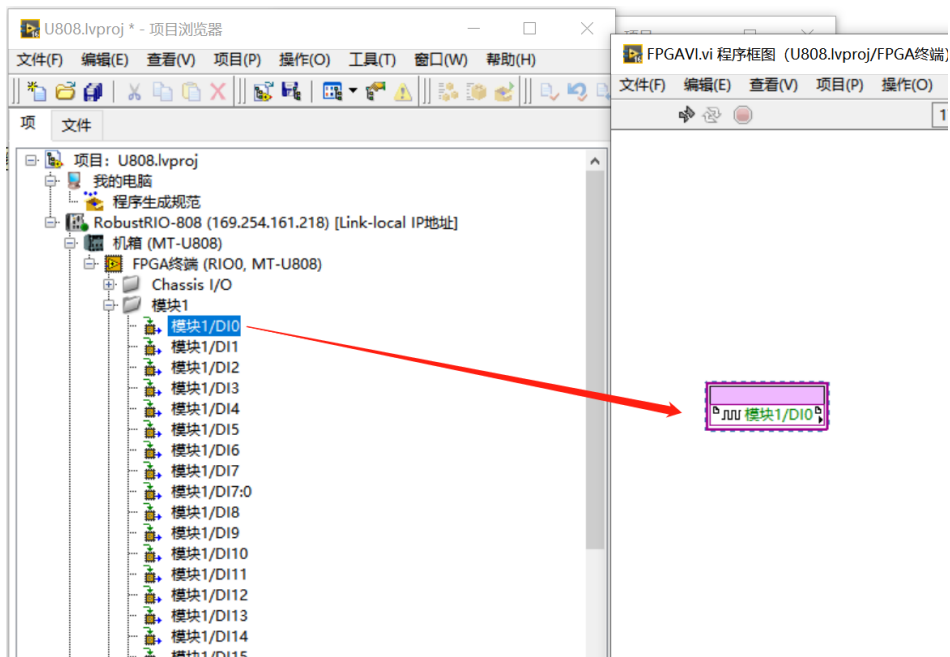 U808.lvproj * - 项目浏览器
文件(F) 编辑(E) 查看(V) 项目(P) 操作(O) 工具(T) 窗口(W) 帮助(H)
项 文件
项目：U808.lvproj
我的电脑
程序生成规范
RobustRIO-808 (169.254.161.218) [Link-local IP地址]
机箱 (MT-U808)
FPGA终端 (RIO0, MT-U808)
Chassis I/O
模块1
模块1/DI0
模块1/DI1
模块1/DI2
模块1/DI3
模块1/DI4
模块1/DI5
模块1/DI6
模块1/DI7
模块1/DI7:0
模块1/DI8
模块1/DI9
模块1/DI10
模块1/DI11
模块1/DI12
模块1/DI13
模块1/DI14
模块1/DI15
FPGAVI.vi 程序框图（U808.lvproj/FPGA终端）
文件(F) 编辑(E) 查看(V) 项目(P) 操作(O)
1
模块1/DI0